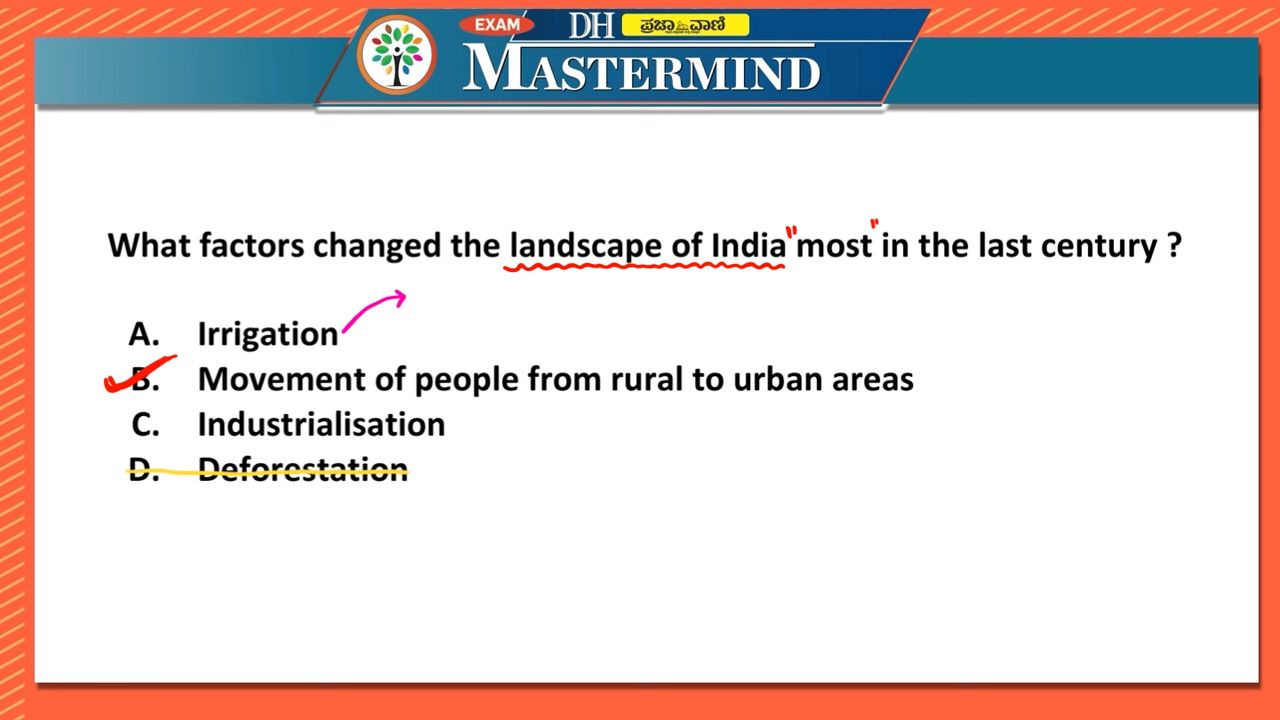 EXAM DH ಪ್ರಜಾವಾಣಿ
MASTERMIND
What factors changed the landscape of India "most" in the last century ?
A. Irrigation
B. Movement of people from rural to urban areas
C. Industrialisation
D. Deforestation